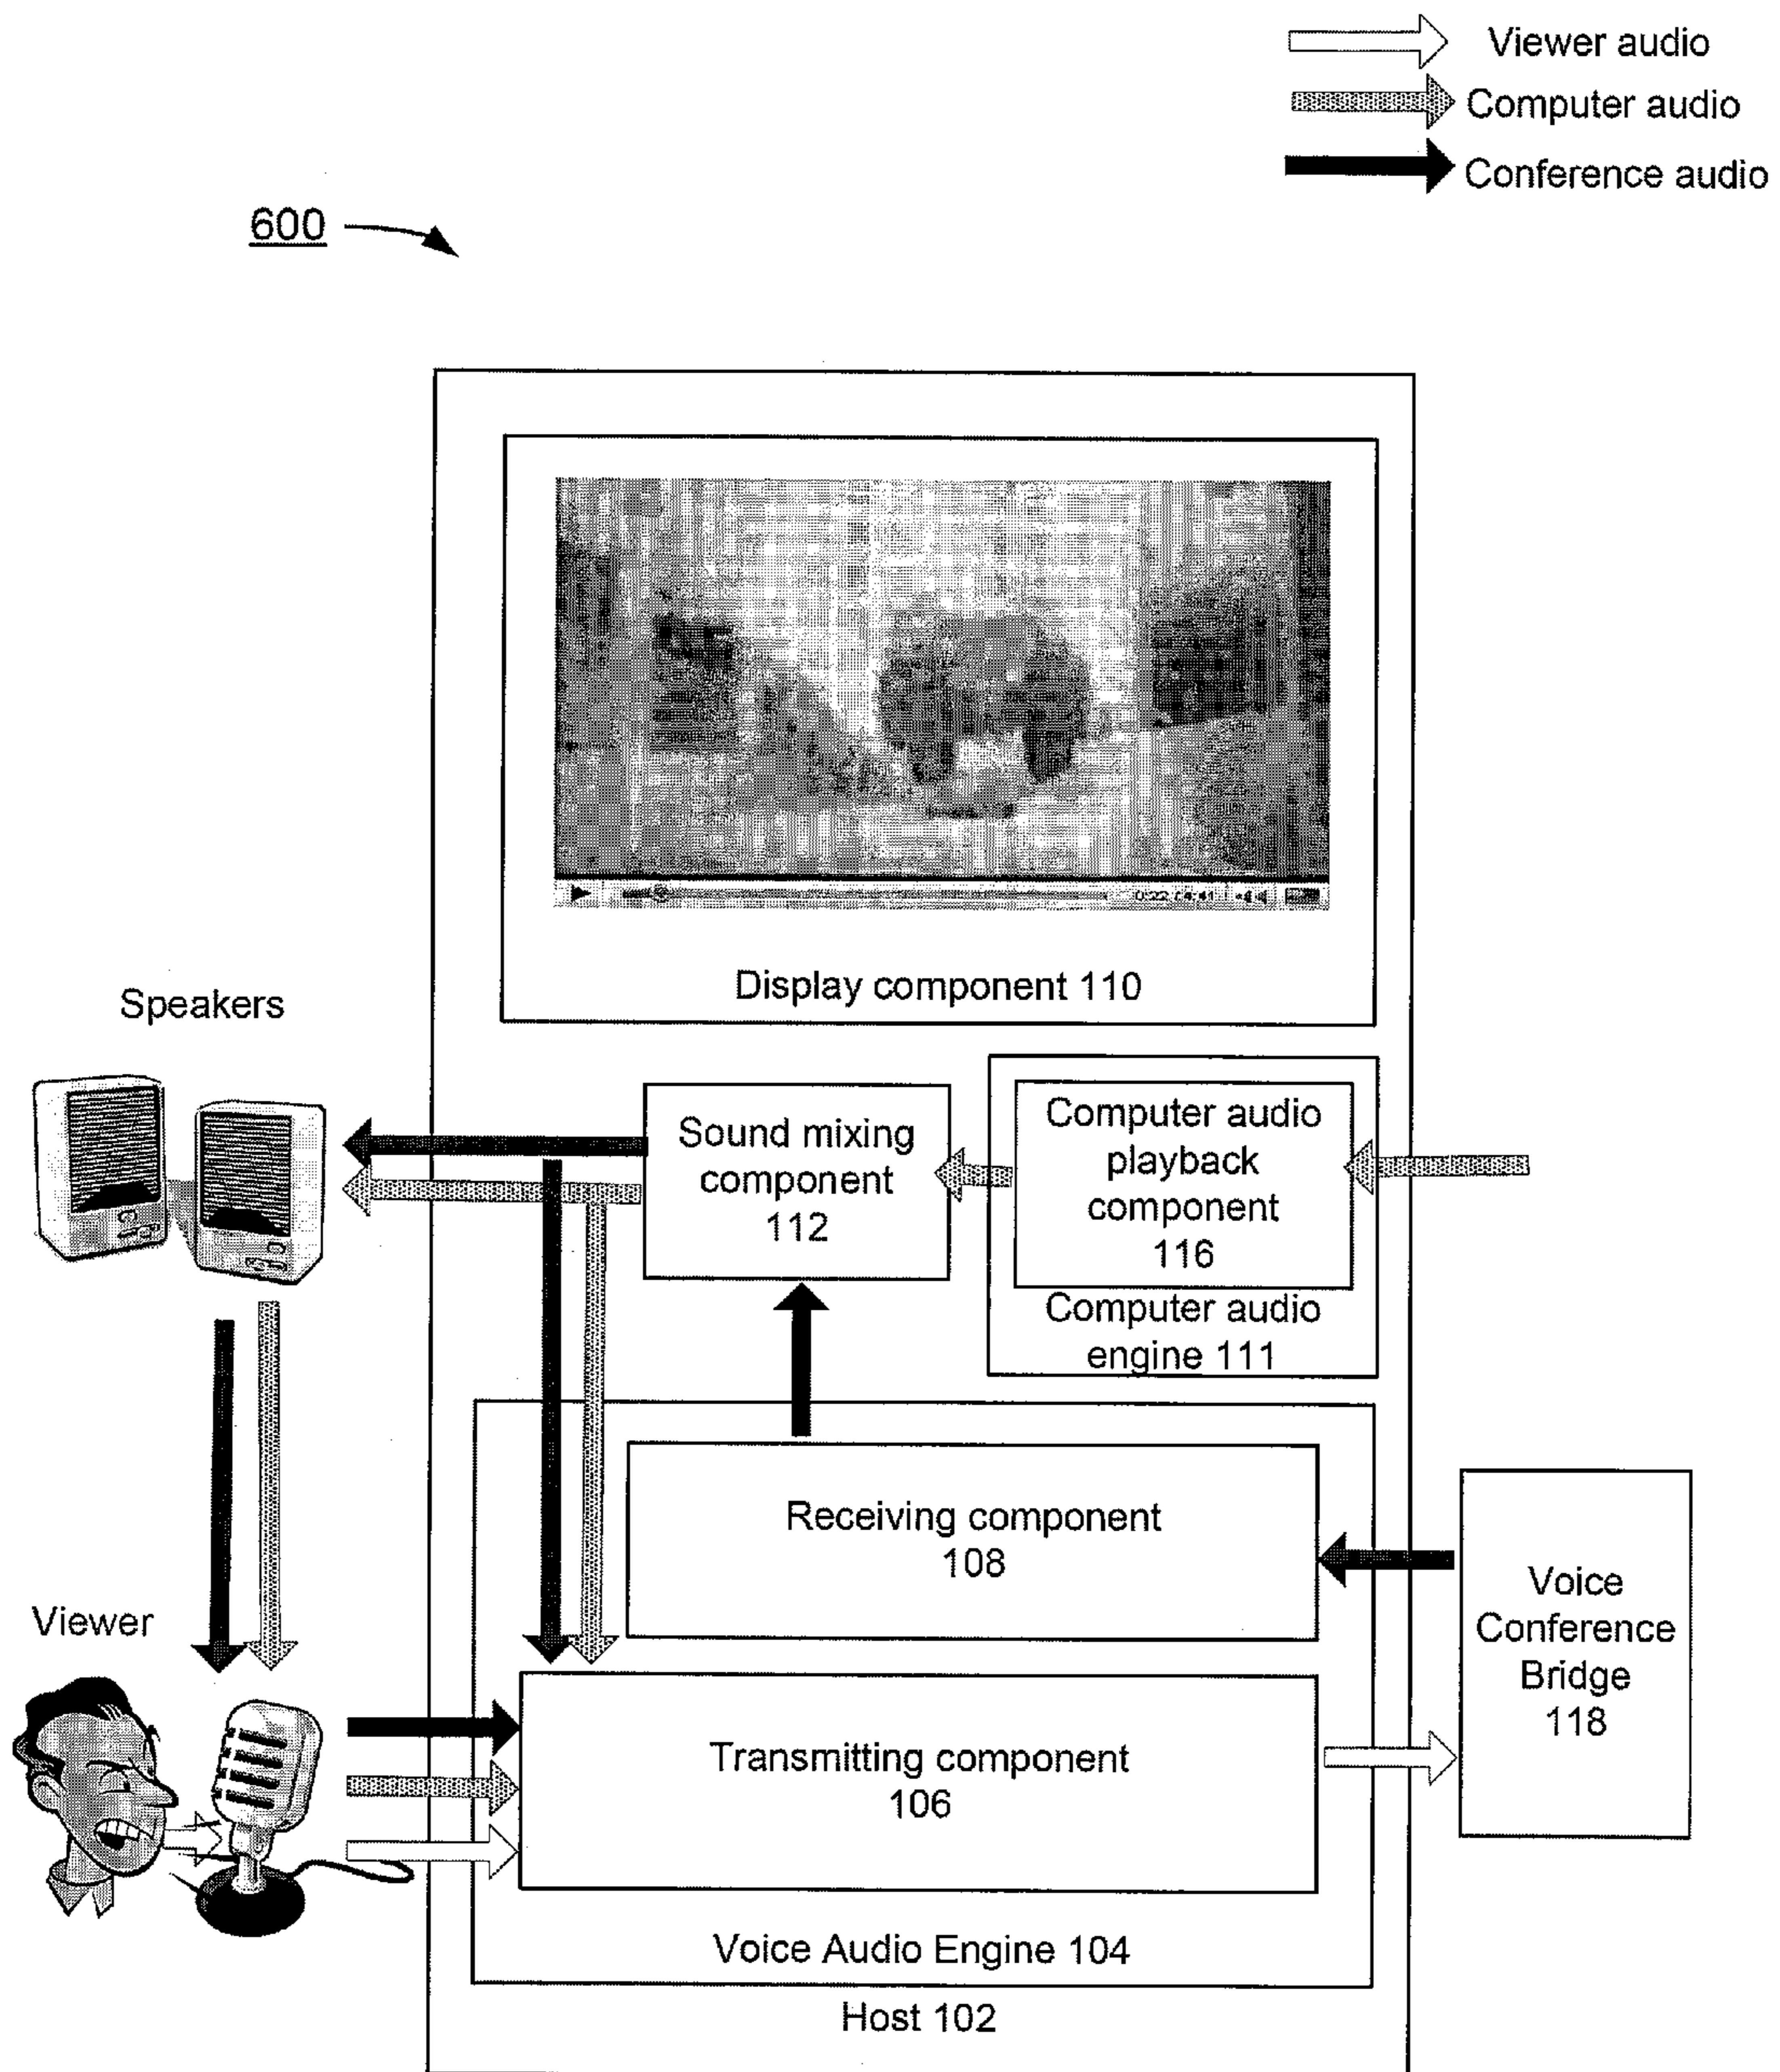 Viewer audio
Computer audio
Conference audio
600
Display component 110
Speakers
Sound mixing
component
112
Computer audio
playback
component
116
Computer audio
engine 111
Receiving component
108
Voice
Conference
Bridge
118
Viewer
Transmitting component
106
Voice Audio Engine 104
Host 102